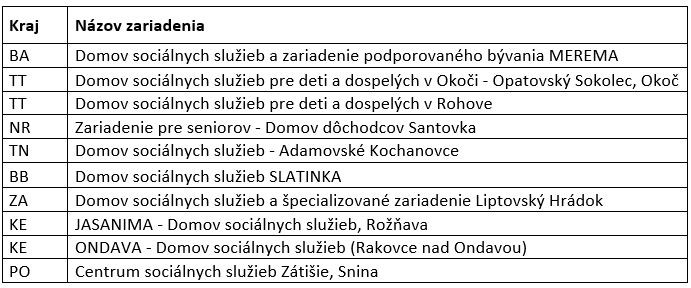 Kraj Názov zariadenia
BA Domov sociálnych služieb a zariadenie podporovaného bývania MEREMA
TT Domov sociálnych služieb pre deti a dospelých v Okoči - Opatovský Sokolec, Okoč
TT Domov sociálnych služieb pre deti a dospelých v Rohove
NR Zariadenie pre seniorov - Domov dôchodcov Santovka
TN Domov sociálnych služieb - Adamovské Kochanovce
BB Domov sociálnych služieb SLATINKA
ZA Domov sociálnych služieb a špecializované zariadenie Liptovský Hrádok
KE JASANIMA - Domov sociálnych služieb, Rožňava
KE ONDAVA - Domov sociálnych služieb (Rakovce nad Ondavou)
PO Centrum sociálnych služieb Zátišie, Snina